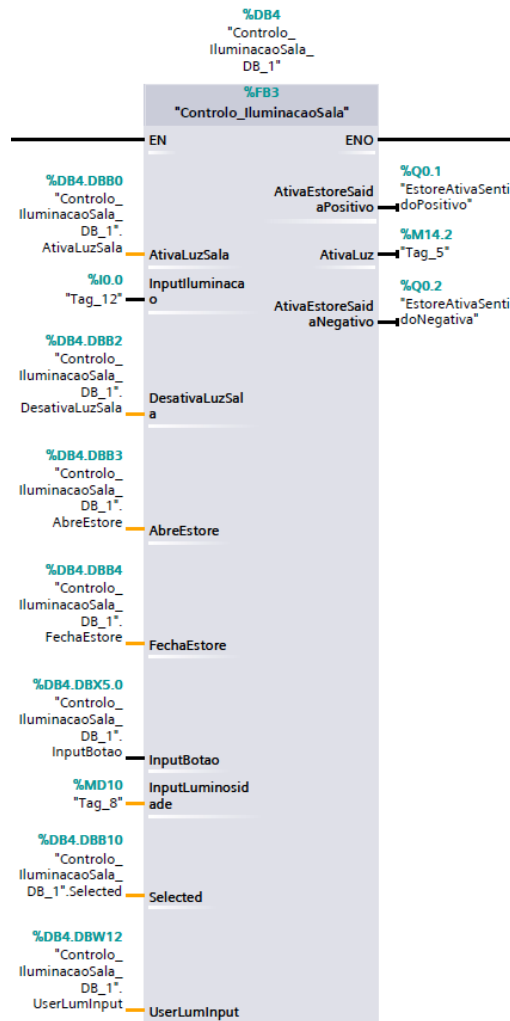 %DB4
"Controlo_
IluminacaoSala_
DB_1"
%FB3
"Controlo_IluminacaoSala"
EN
ENO
%DB4.DBB0
"Controlo_
IluminacaoSala_
DB_1".
AtivaLuzSala
AtivaLuzSala
%I0.0
"Tag_12"
InputIluminaca
o
%DB4.DBB2
"Controlo_
IluminacaoSala_
DB_1".
DesativaLuzSala
DesativaLuzSal
a
%DB4.DBB3
"Controlo_
IluminacaoSala_
DB_1".
AbreEstore
AbreEstore
%DB4.DBB4
"Controlo_
IluminacaoSala_
DB_1".
FechaEstore
FechaEstore
%DB4.DBX5.0
"Controlo_
IluminacaoSala_
DB_1".
InputBotao
InputBotao
%MD10
"Tag_8"
InputLuminosid
ade
%DB4.DBB10
"Controlo_
IluminacaoSala_
DB_1".Selected
Selected
%DB4.DBW12
"Controlo_
IluminacaoSala_
DB_1".
UserLumInput
UserLumInput
AtivaEstoreSaid
aPositivo
%Q0.1
"EstoreAtivaSenti
doPositivo"
AtivaLuz
%M14.2
"Tag_5"
AtivaEstoreSaid
aNegativo
%Q0.2
"EstoreAtivaSenti
doNegativa"